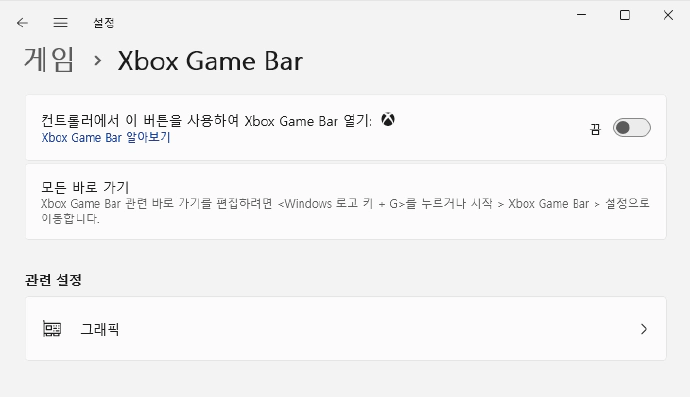 설정
게임 > Xbox Game Bar
컨트롤러에서 이 버튼을 사용하여 Xbox Game Bar 열기:
끔
Xbox Game Bar 알아보기
모든 바로 가기
Xbox Game Bar 관련 바로 가기를 편집하려면 <Windows 로고 키 + G>를 누르거나 시작 > Xbox Game Bar > 설정으로
이동합니다.
관련 설정
그래픽